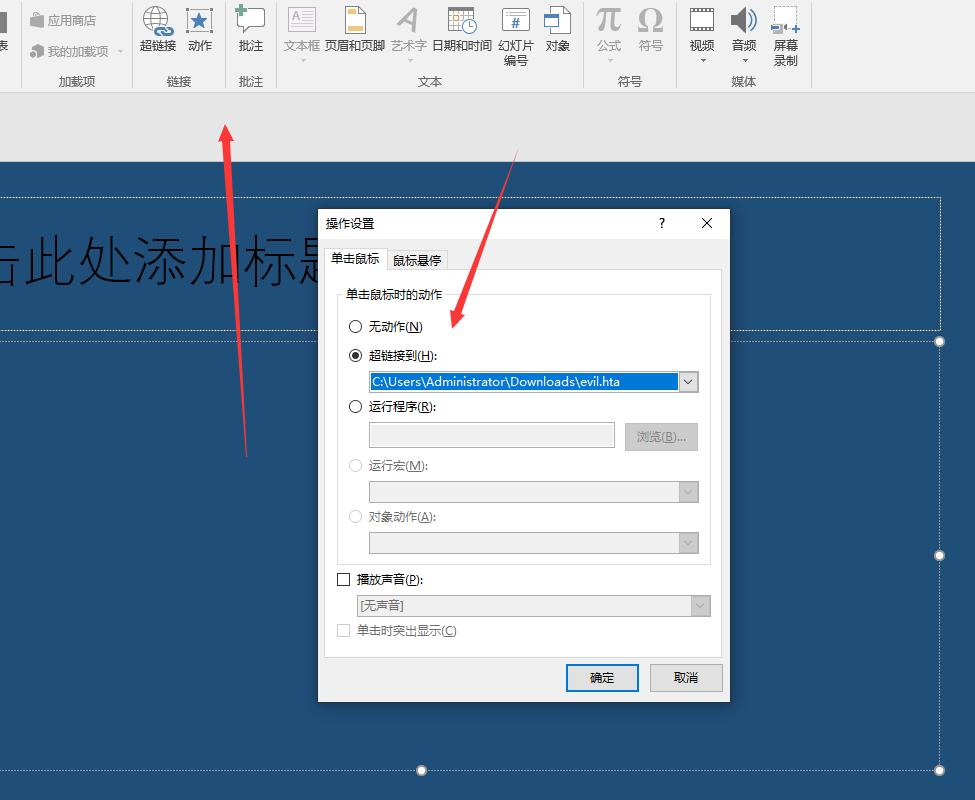 表
应用商店
我的加载项
加载项
超链接
动作
链接
批注
批注
文本框
页眉和页脚
艺术字
日期和时间
幻灯片
编号
对象
文本
公式
符号
符号
视频
音频
屏幕
录制
媒体
击此处添加标题
操作设置
?
单击鼠标
鼠标悬停
单击鼠标时的动作
无动作(N)
超链接到(H):
C:\Users\Administrator\Downloads\evil.hta
运行程序(R):
浏览(B)...
运行宏(M):
对象动作(A):
播放声音(P):
[无声音]
单击时突出显示(C)
确定
取消